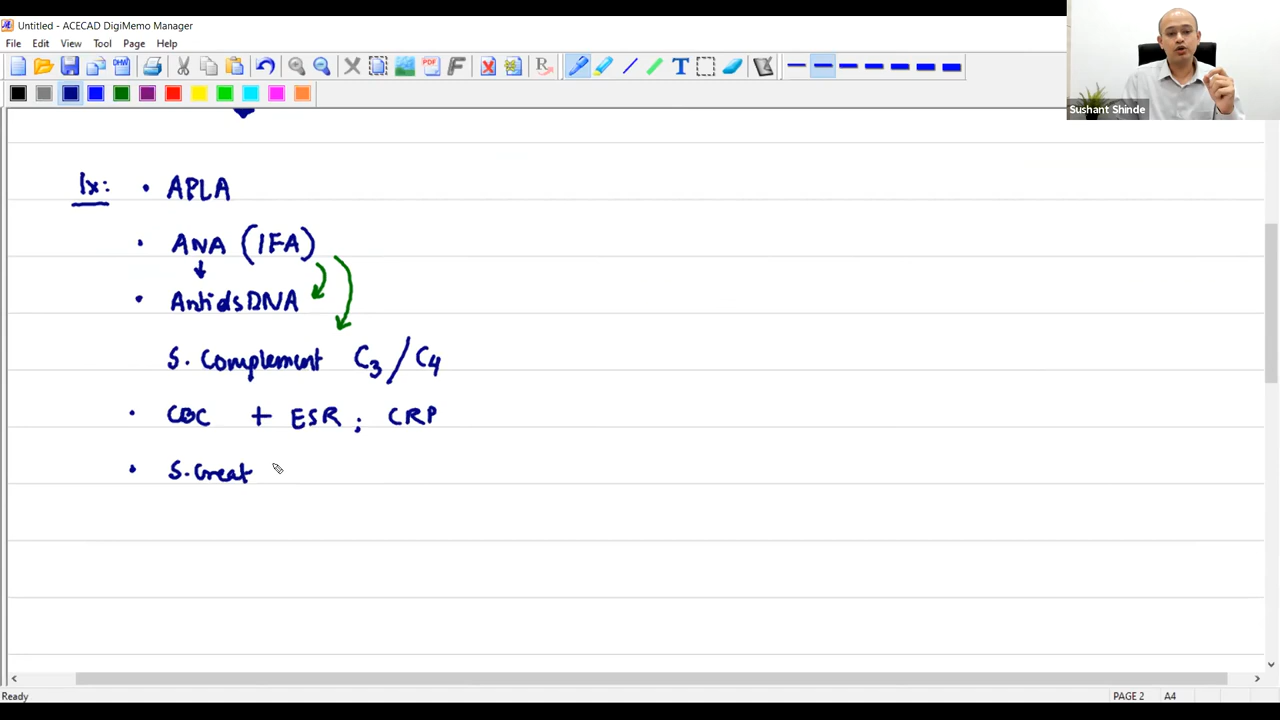 Untitled - ACECAD DigiMemo Manager
File Edit View Tool Page Help
Sushant Shinde
Ix: • APLA
• ANA (IFA)
• AntidsDNA
S. Complement C3/C4
• CBC + ESR; CRP
• S.Creat
Ready PAGE 2 A4